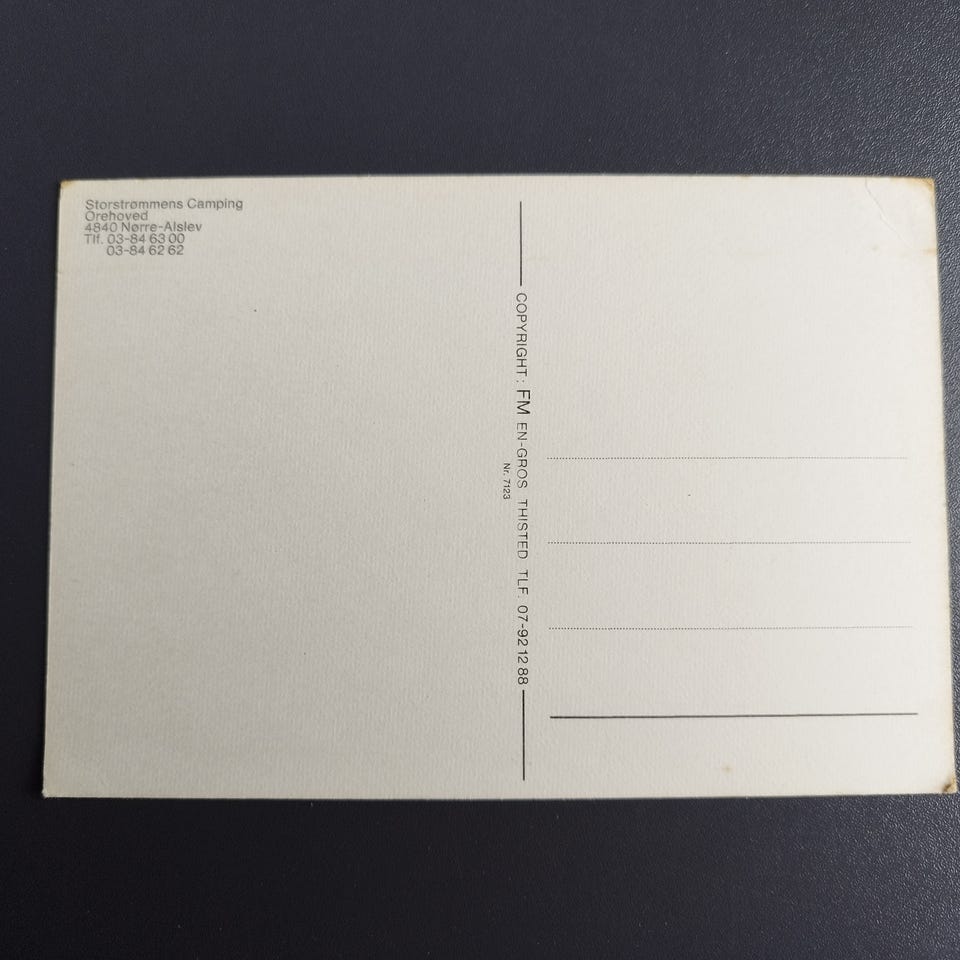 Storstrømmens Camping
Orehoved
4840 Nørre-Alslev
Tlf. 03-84 63 00
03-84 62 62
COPYRIGHT: FM EN-GROS THISTED TLF. 07-92 12 88
Nr. 7123